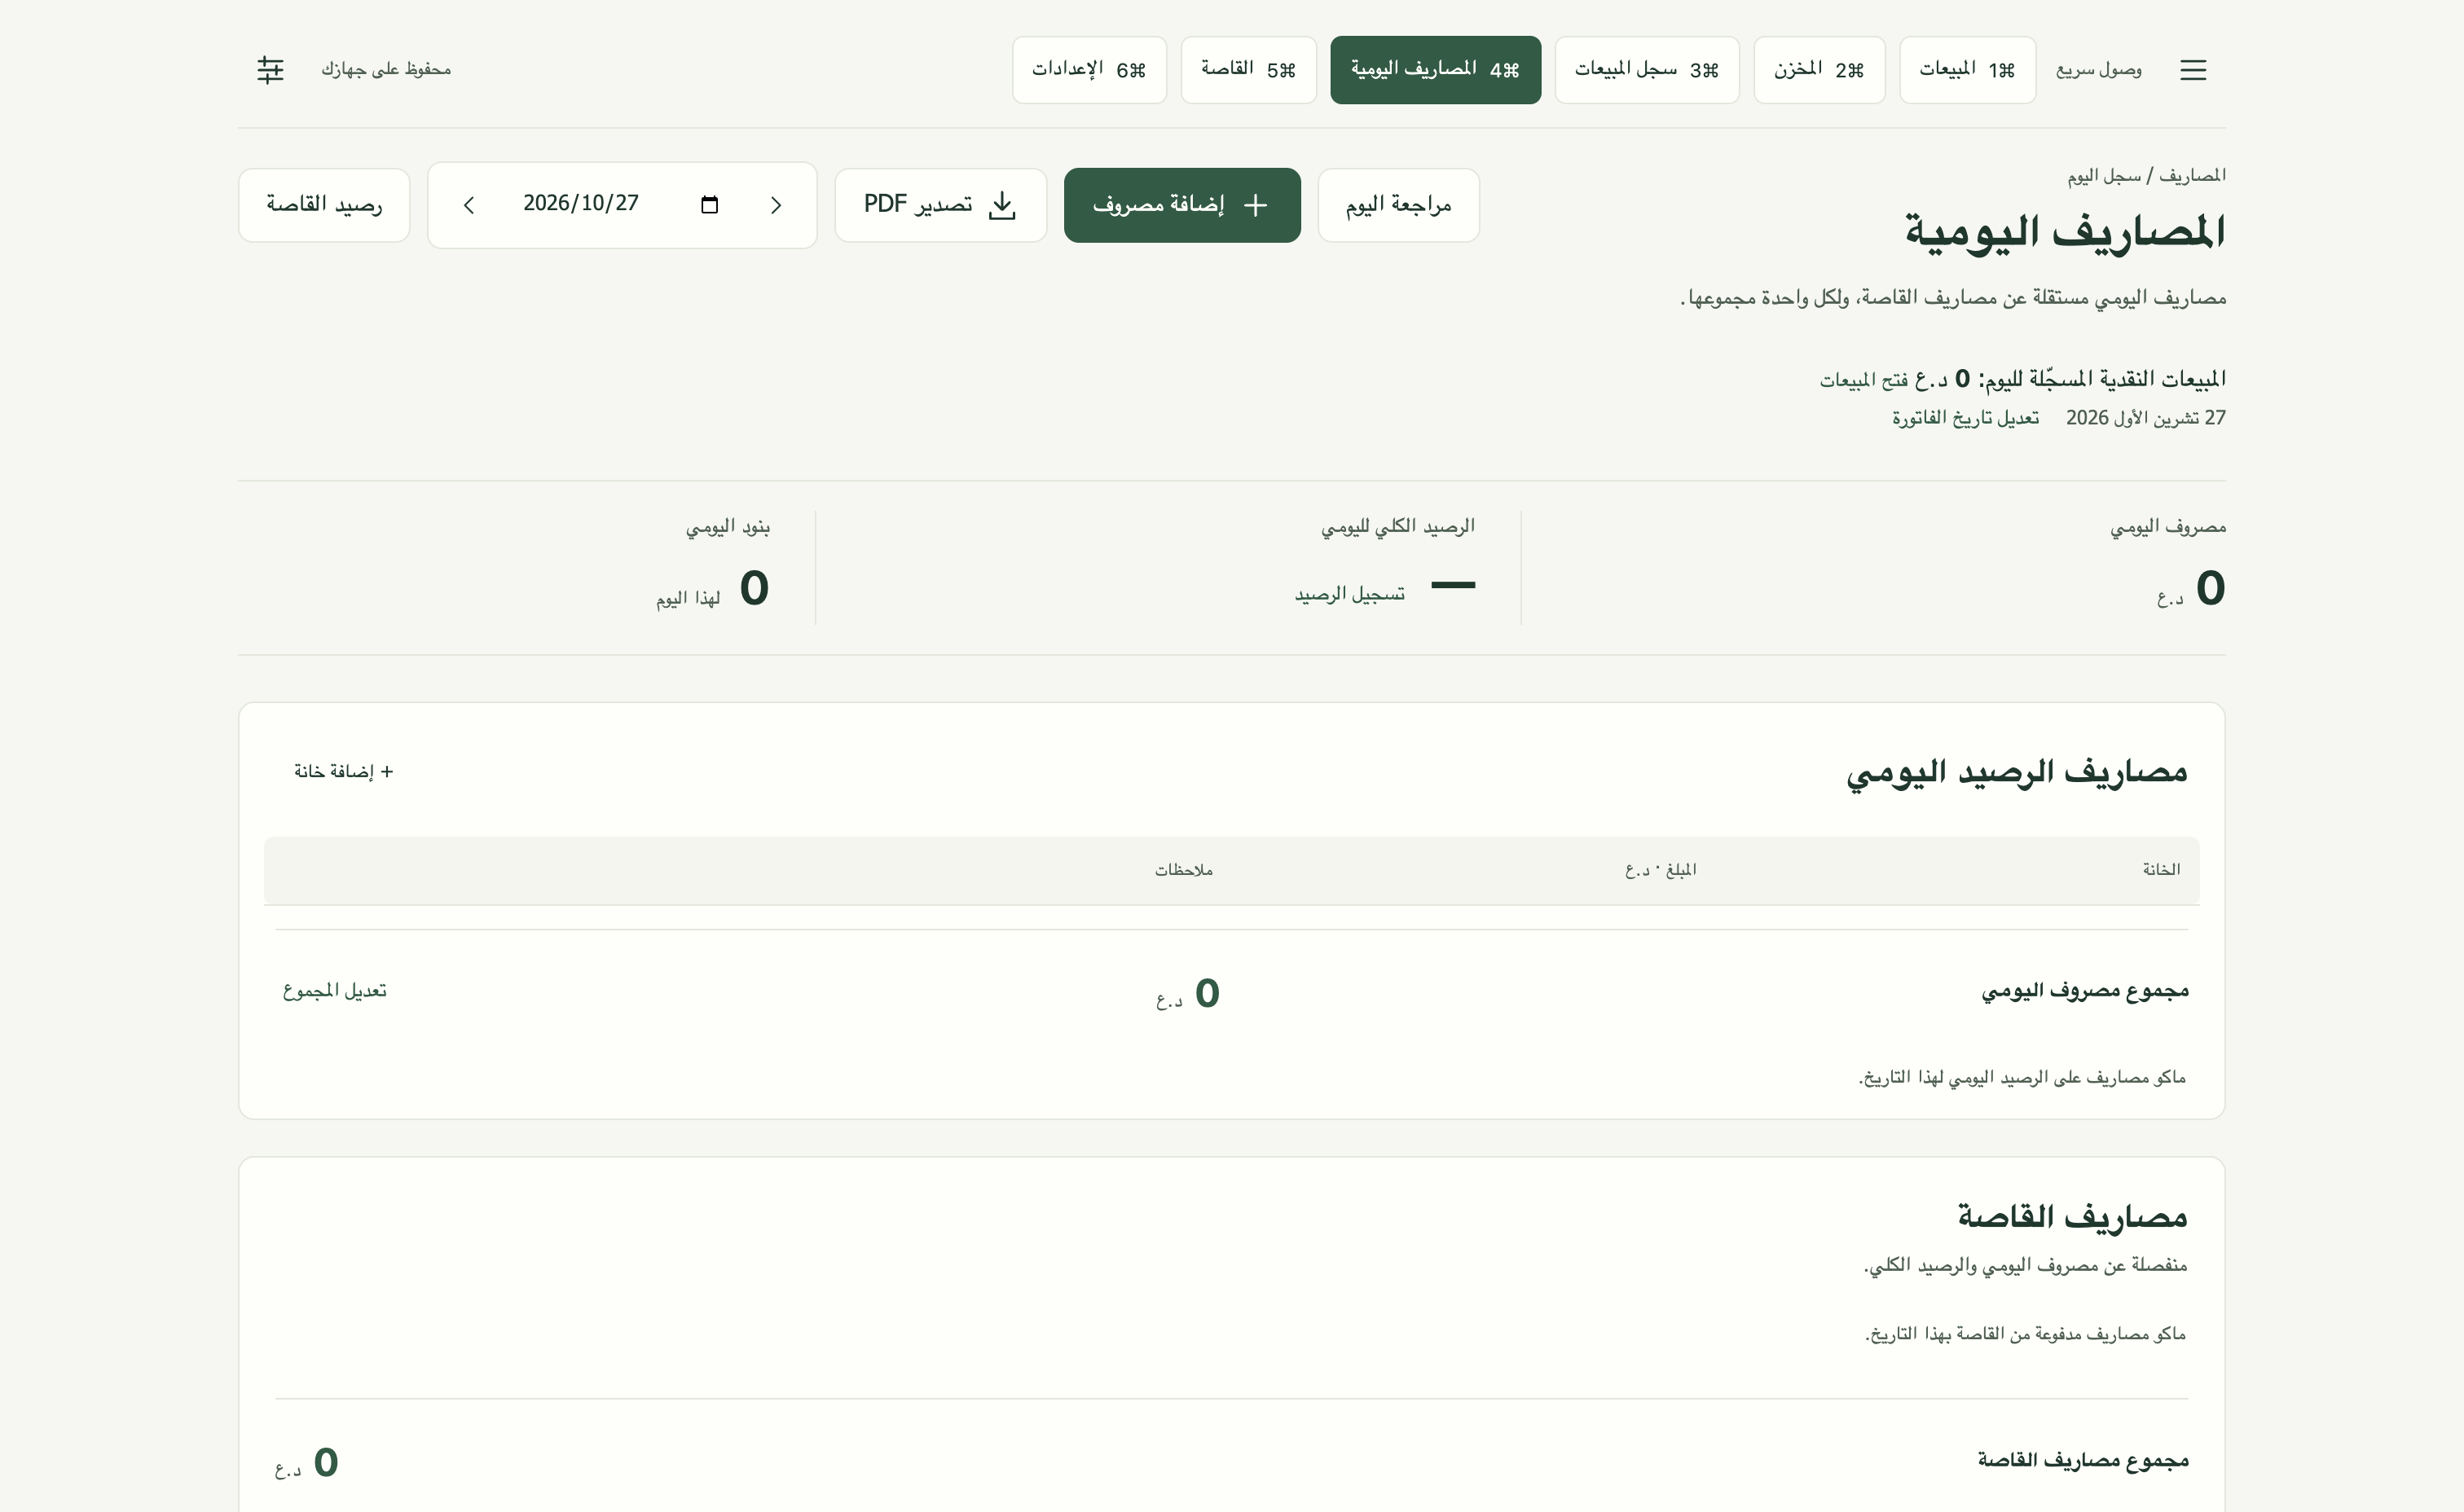 وصول سريع
⌘1 المبيعات
⌘2 المخزن
⌘3 سجل المبيعات
⌘4 المصاريف اليومية
⌘5 القاصة
⌘6 الإعدادات
محفوظ على جهازك
المصاريف / سجل اليوم
المصاريف اليومية
مصاريف اليومي مستقلة عن مصاريف القاصة، ولكل واحدة مجموعها.
مراجعة اليوم
+ إضافة مصروف
تصدير PDF
2026/10/27
رصيد القاصة
المبيعات النقدية المسجّلة لليوم: 0 د.ع فتح المبيعات
27 تشرين الأول 2026 تعديل تاريخ الفاتورة
مصروف اليومي
0 د.ع
الرصيد الكلي لليومي
— تسجيل الرصيد
بنود اليومي
0 لهذا اليوم
مصاريف الرصيد اليومي
+ إضافة خانة
الخانة
المبلغ · د.ع
ملاحظات
مجموع مصروف اليومي
0 د.ع
تعديل المجموع
ماكو مصاريف على الرصيد اليومي لهذا التاريخ.
مصاريف القاصة
منفصلة عن مصروف اليومي والرصيد الكلي.
ماكو مصاريف مدفوعة من القاصة بهذا التاريخ.
مجموع مصاريف القاصة
0 د.ع